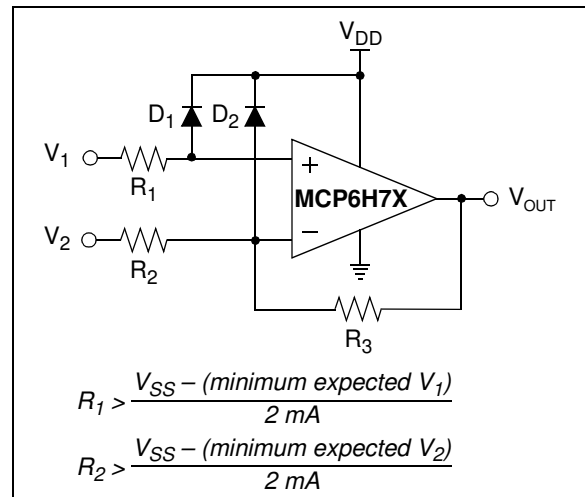 V_DD
D_1 D_2
V_1
R_1
+
MCP6H7X
V_OUT
V_2
−
R_2
R_3
R_1 > V_SS – (minimum expected V_1) / 2 mA
R_2 > V_SS – (minimum expected V_2) / 2 mA